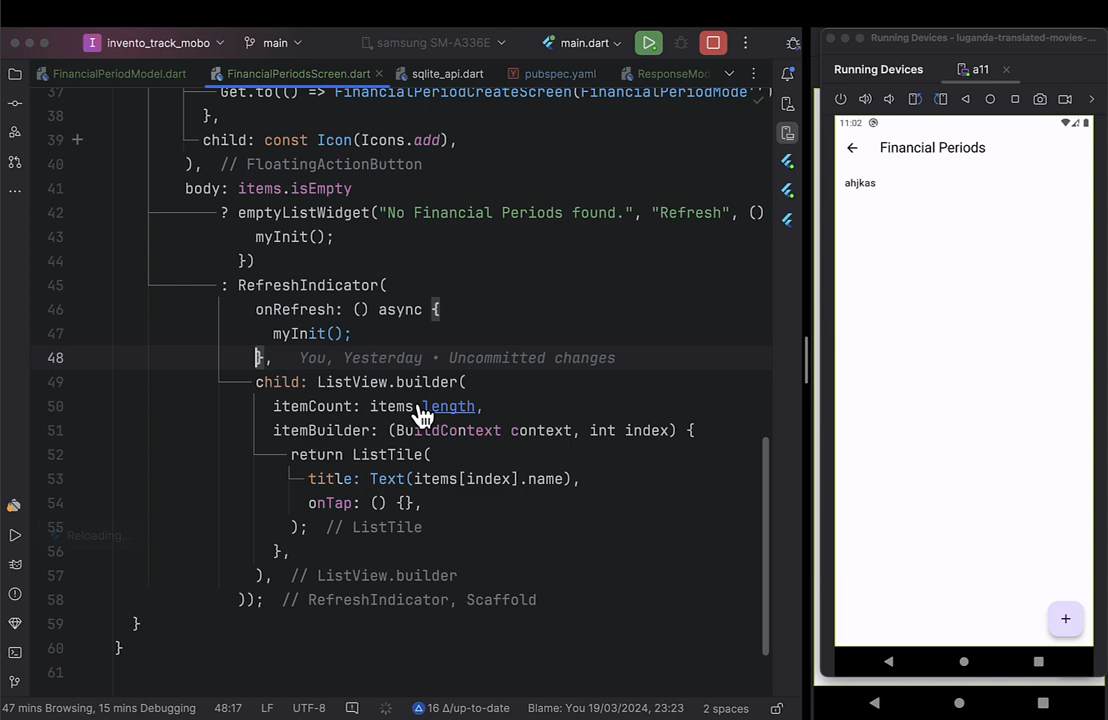 I invento_track_mobo main samsung SM-A336E main.dart
FinancialPeriodModel.dart FinancialPeriodsScreen.dart sqlite_api.dart pubspec.yaml ResponseMo
37 Get.to(() => FinancialPeriodCreateScreen(FinancialPeriodMode
38 },
39 child: const Icon(Icons.add),
40 ), // FloatingActionButton
41 body: items.isEmpty
42 ? emptyListWidget("No Financial Periods found.", "Refresh", ()
43 myInit();
44 })
45 : RefreshIndicator(
46 onRefresh: () async {
47 myInit();
48 }, You, Yesterday • Uncommitted changes
49 child: ListView.builder(
50 itemCount: items.length,
51 itemBuilder: (BuildContext context, int index) {
52 return ListTile(
53 title: Text(items[index].name),
54 onTap: () {},
55 ); // ListTile
Reloading...
56 },
57 ), // ListView.builder
58 )); // RefreshIndicator, Scaffold
59 }
60 }
61
47 mins Browsing, 15 mins Debugging 48:17 LF UTF-8 16 Δ/up-to-date Blame: You 19/03/2024, 23:23 2 spaces
Running Devices - luganda-translated-movies-...
Running Devices a11
11:02
Financial Periods
ahjkas